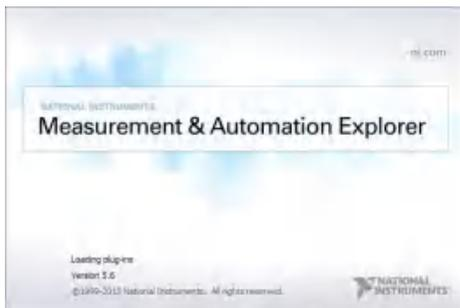 ni.com
NATIONAL INSTRUMENTS
Measurement & Automation Explorer
Loading plug-ins
Version 5.6
©1999-2013 National Instruments. All rights reserved.
NATIONAL
INSTRUMENTS